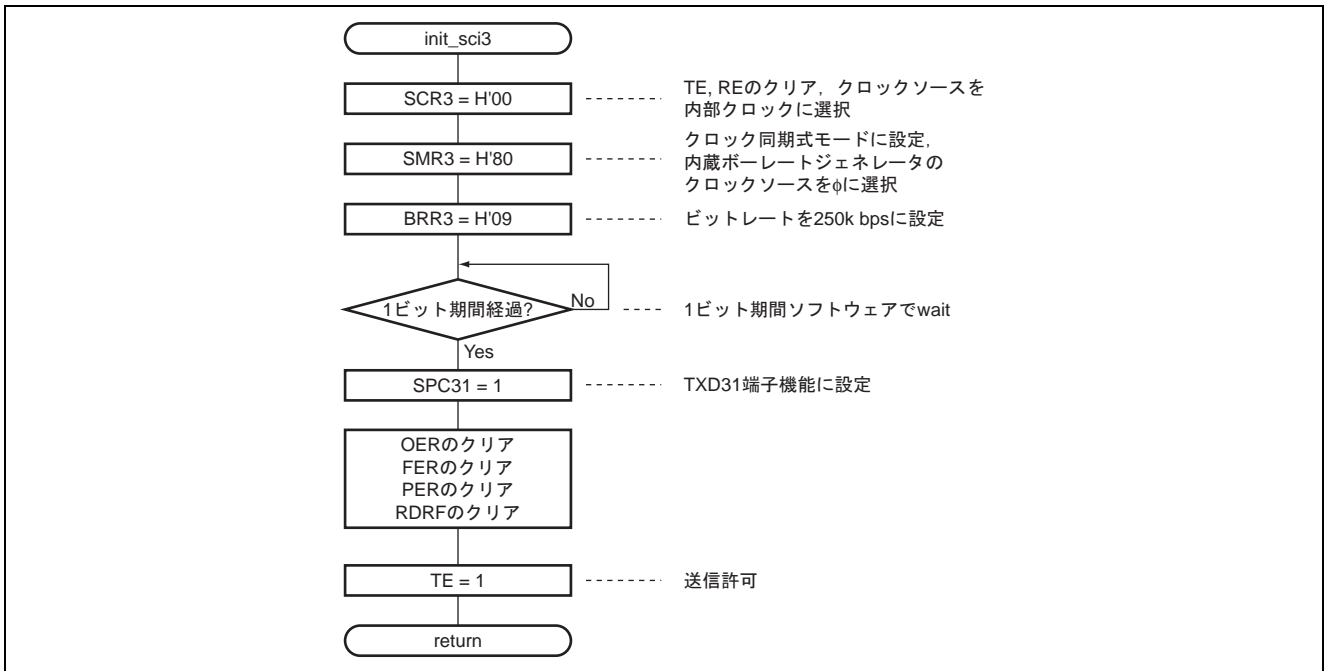 init_sci3
SCR3 = H'00
TE, REのクリア，クロックソースを
内部クロックに選択
SMR3 = H'80
クロック同期式モードに設定,
内蔵ボーレートジェネレータの
クロックソースをφに選択
BRR3 = H'09
ビットレートを250k bpsに設定
1ビット期間経過?
No
1ビット期間ソフトウェアでwait
Yes
SPC31 = 1
TXD31端子機能に設定
OERのクリア
FERのクリア
PERのクリア
RDRFのクリア
TE = 1
送信許可
return